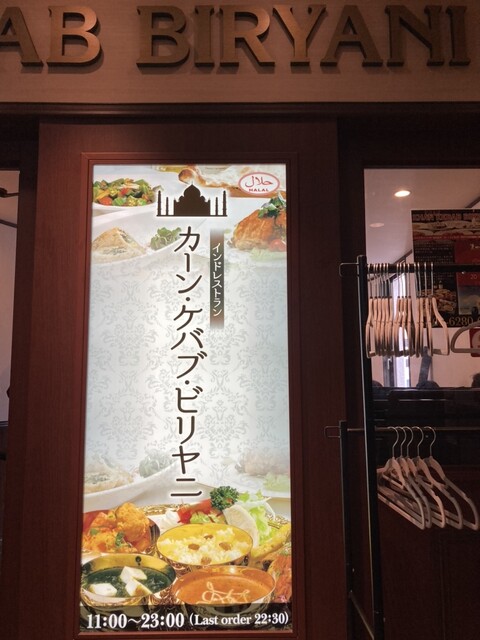 AB BIRYANI
حلال
HALAL
インドレストラン
カーン・ケバブ・ビリヤニ
11:00～23:00 (Last order 22:30)